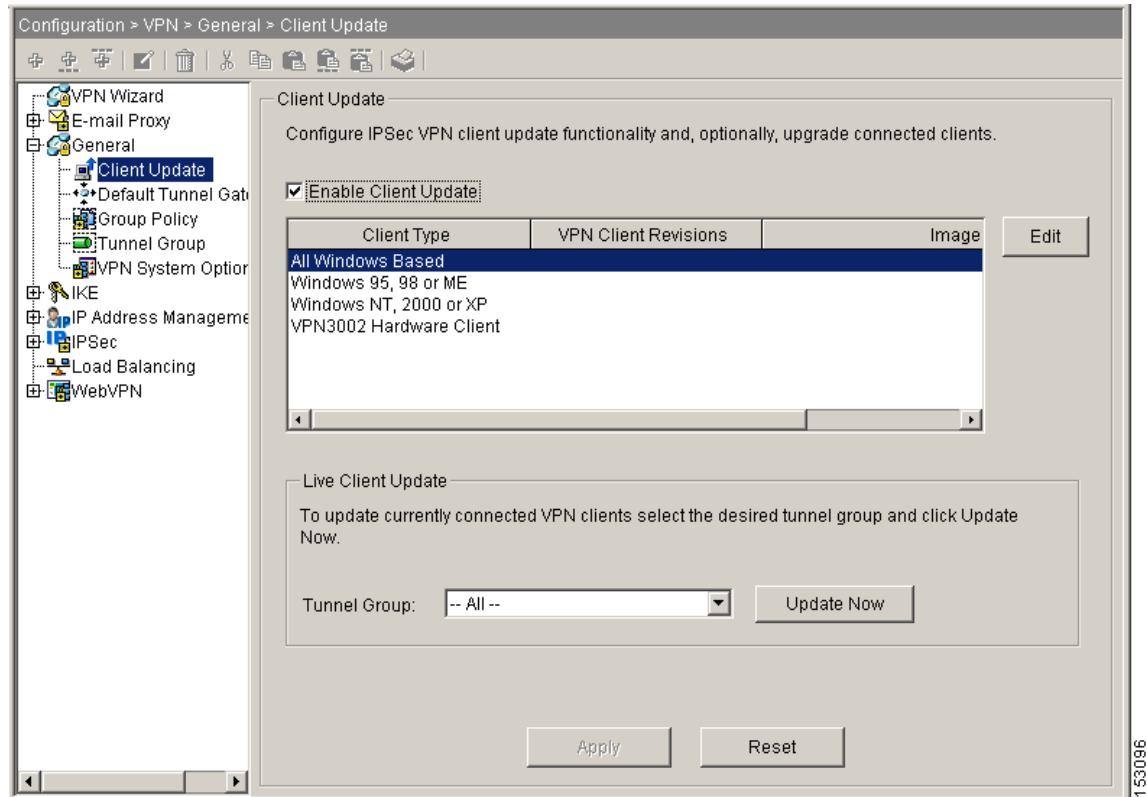 Configuration > VPN > General > Client Update
VPN Wizard
E-mail Proxy
General
Client Update
Default Tunnel Gat
Group Policy
Tunnel Group
VPN System Option
IKE
IP Address Manageme
IPSec
Load Balancing
WebVPN
Client Update
Configure IPSec VPN client update functionality and, optionally, upgrade connected clients.
Enable Client Update
Client Type VPN Client Revisions Image
Edit
All Windows Based
Windows 95, 98 or ME
Windows NT, 2000 or XP
VPN3002 Hardware Client
Live Client Update
To update currently connected VPN clients select the desired tunnel group and click Update
Now.
Tunnel Group: -- All -- Update Now
Apply Reset
153096